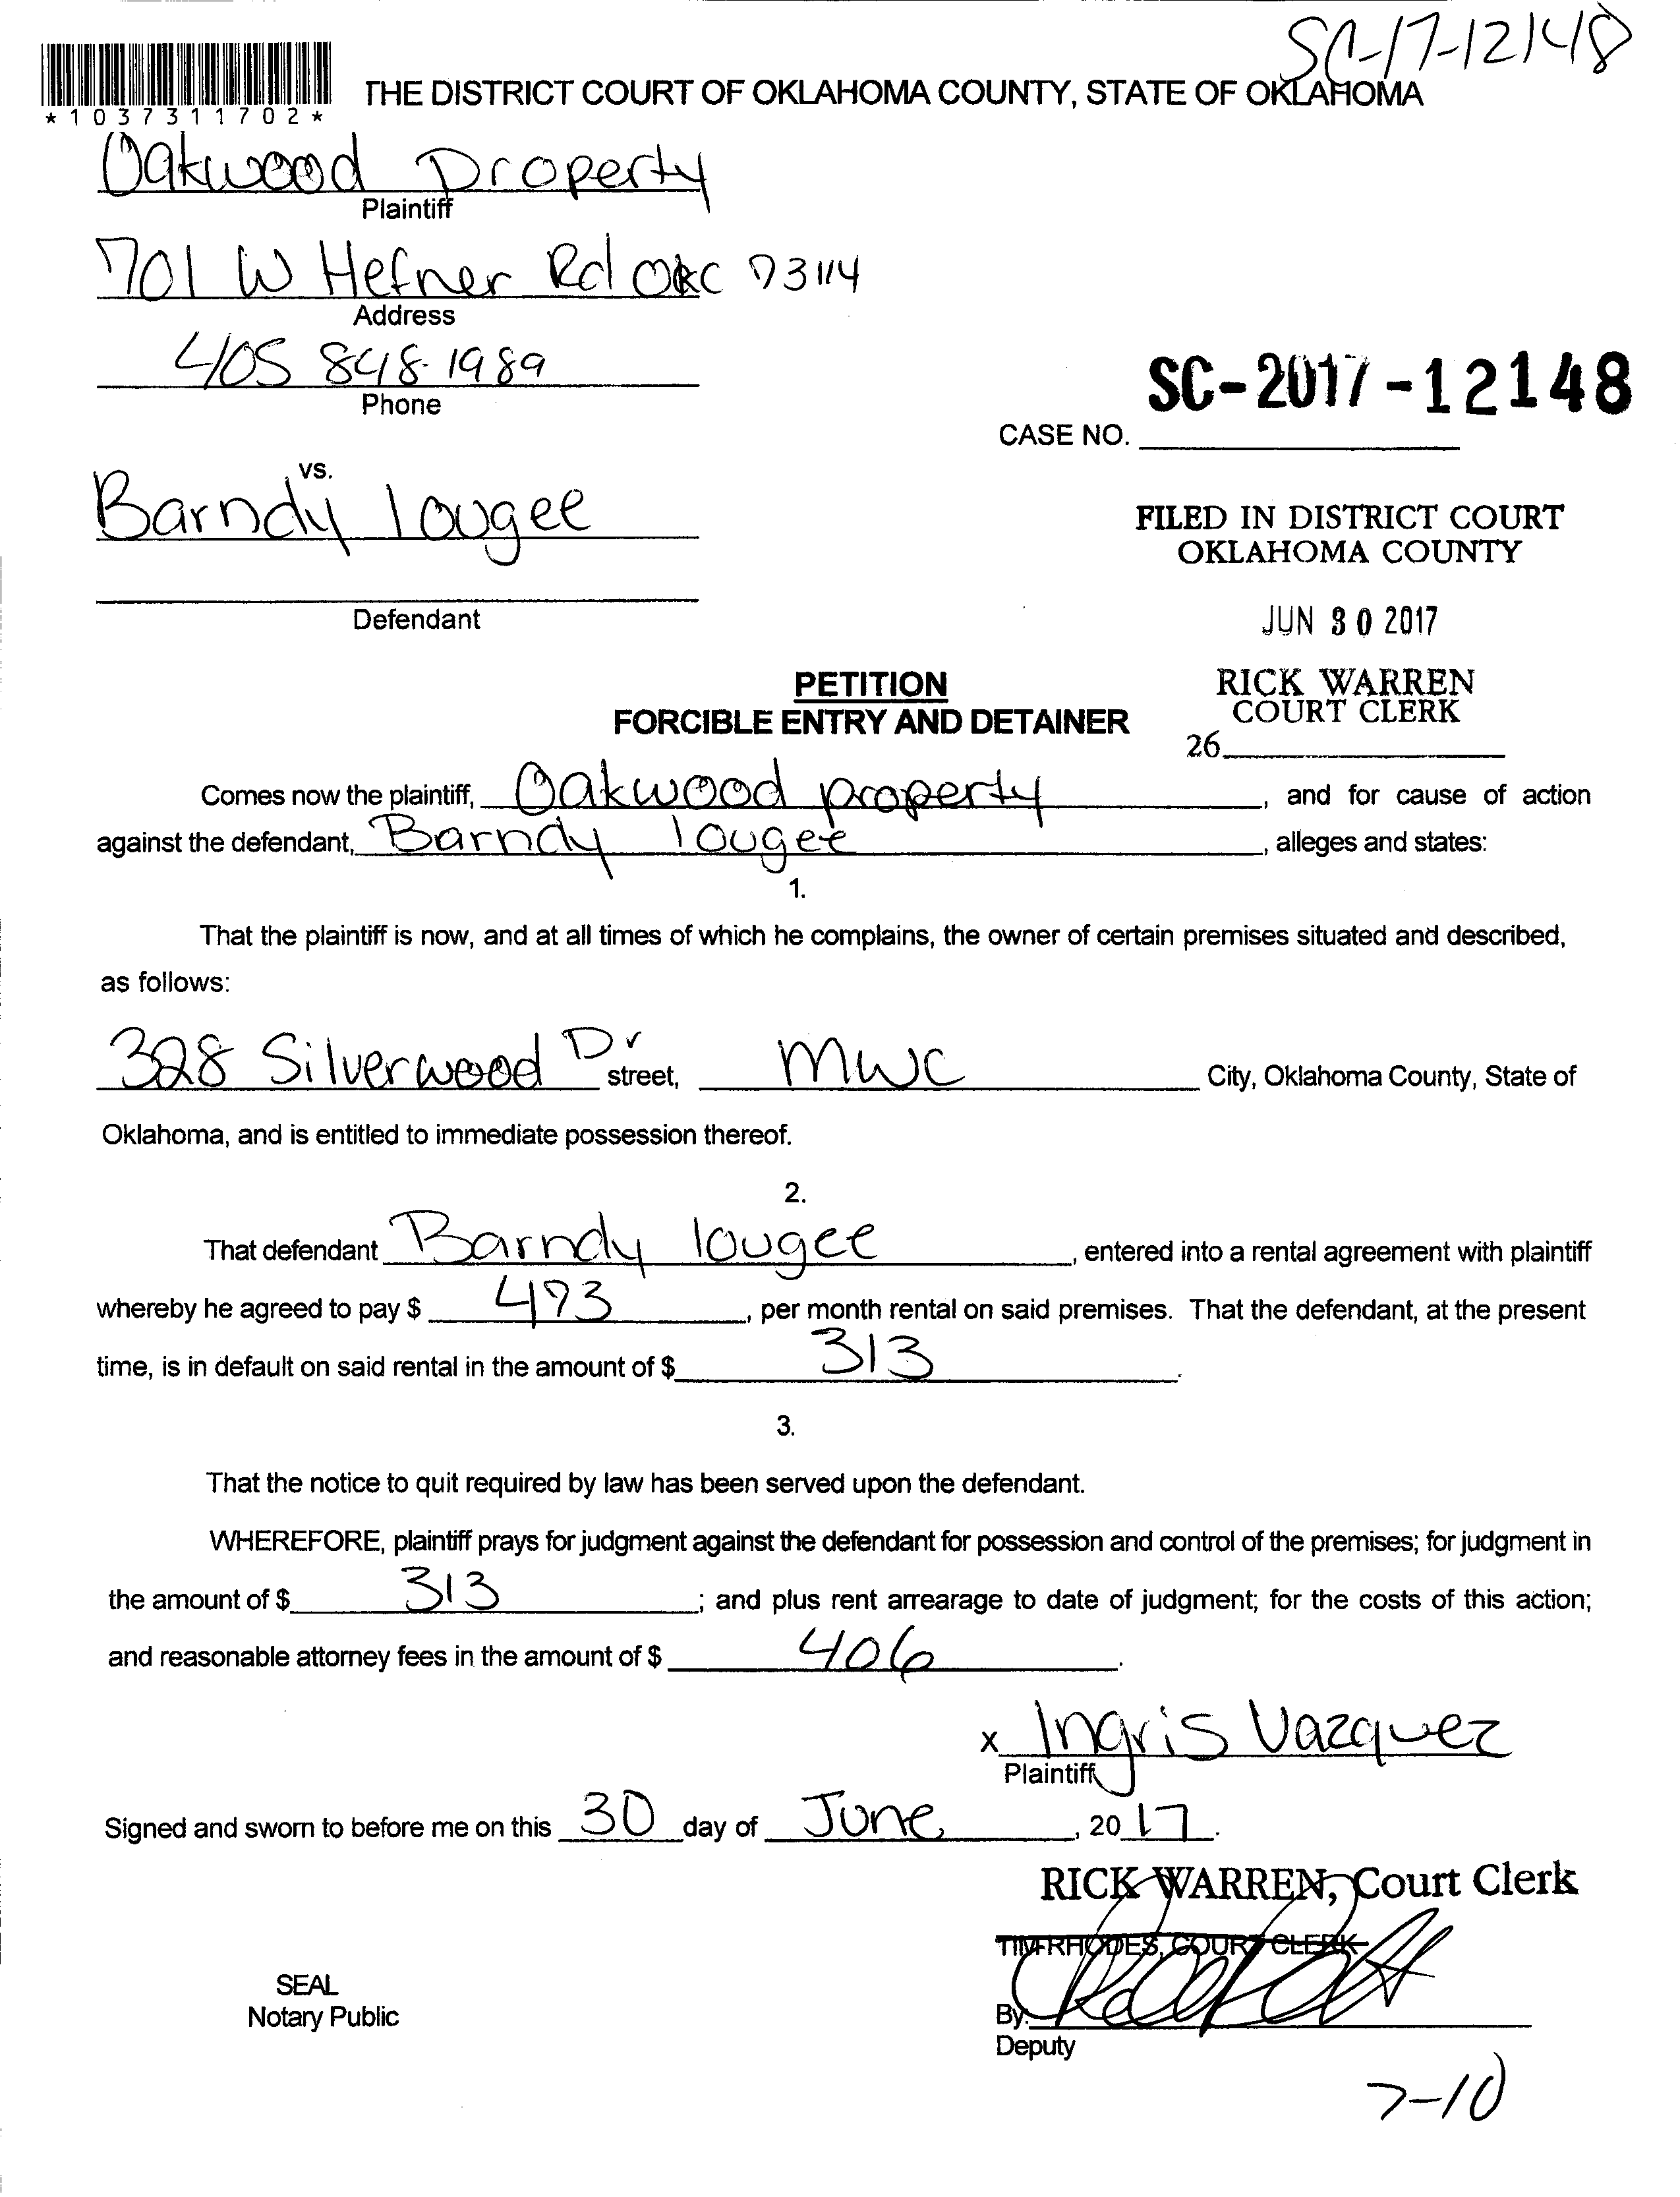 SC-17-12148
*1037311702*
THE DISTRICT COURT OF OKLAHOMA COUNTY, STATE OF OKLAHOMA
Oakwood Property
Plaintiff
701 W Hefner Rd OKC 73114
Address
405 848-1989
Phone
SC-2017-12148
CASE NO.
vs.
Barndy lougee
FILED IN DISTRICT COURT
OKLAHOMA COUNTY
Defendant
JUN 30 2017
PETITION
FORCIBLE ENTRY AND DETAINER
RICK WARREN
COURT CLERK
26
Comes now the plaintiff, Oakwood property, and for cause of action
against the defendant, Barndy lougee, alleges and states:
1.
That the plaintiff is now, and at all times of which he complains, the owner of certain premises situated and described,
as follows:
328 Silverwood Dr street, MWC City, Oklahoma County, State of
Oklahoma, and is entitled to immediate possession thereof.
2.
That defendant Barndy lougee, entered into a rental agreement with plaintiff
whereby he agreed to pay $ 473, per month rental on said premises. That the defendant, at the present
time, is in default on said rental in the amount of $ 313.
3.
That the notice to quit required by law has been served upon the defendant.
WHEREFORE, plaintiff prays for judgment against the defendant for possession and control of the premises; for judgment in
the amount of $ 313; and plus rent arrearage to date of judgment; for the costs of this action;
and reasonable attorney fees in the amount of $ 406.
x Ingris Vazquez
Plaintiff
Signed and sworn to before me on this 30 day of June, 20 17.
RICK WARREN, Court Clerk
TIM RHODES, COURT CLERK
SEAL
Notary Public
By:
Deputy
7-10